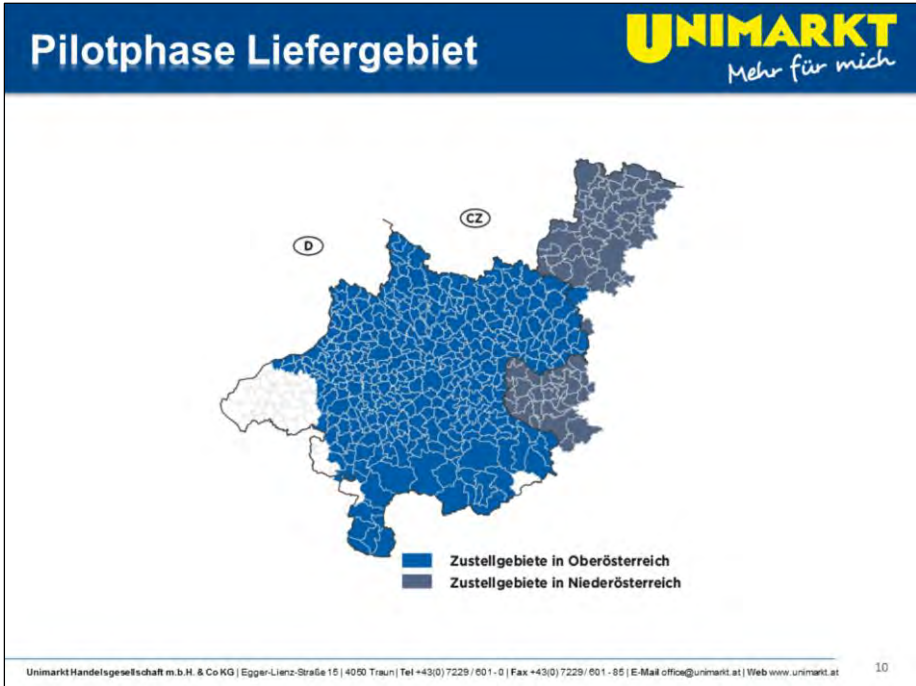 Pilotphase Liefergebiet
UNIMARKT
Mehr für mich
CZ
D
Zustellgebiete in Oberösterreich
Zustellgebiete in Niederösterreich
Unimarkt Handelsgesellschaft m.b.H. & Co KG | Egger-Lienz-Straße 15 | 4050 Traun | Tel +43(0) 7229 / 601 - 0 | Fax +43(0) 7229 / 601 - 85 | E-Mail office@unimarkt.at | Web www.unimarkt.at
10